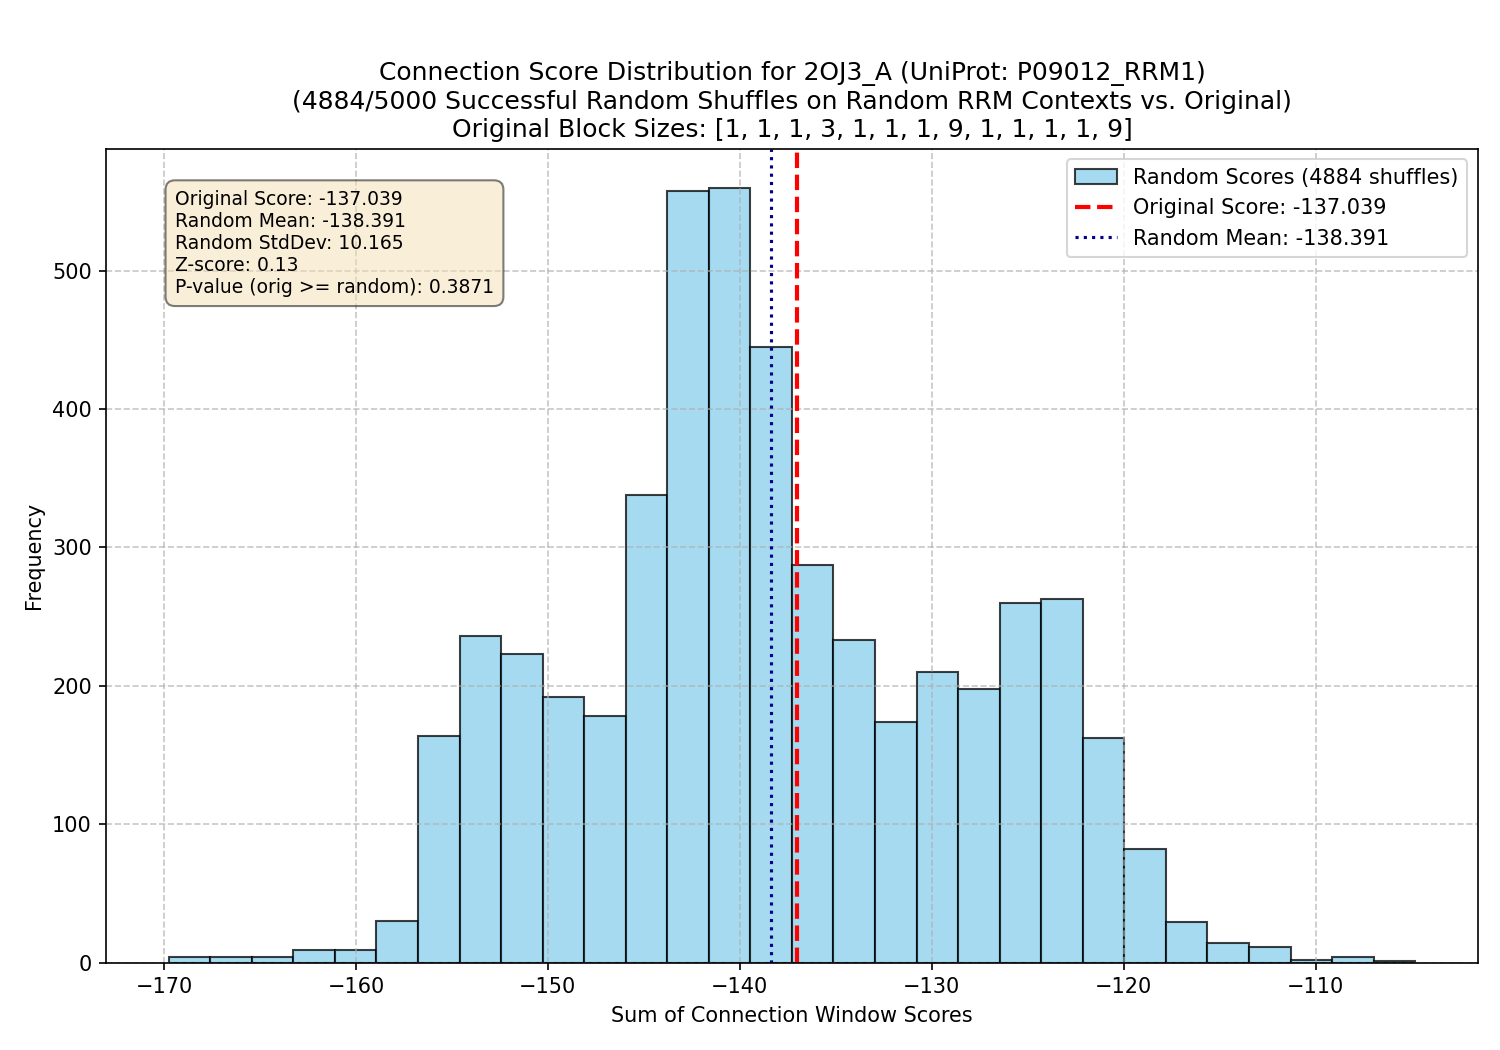 Connection Score Distribution for 2OJ3_A (UniProt: P09012_RRM1)
(4884/5000 Successful Random Shuffles on Random RRM Contexts vs. Original)
Original Block Sizes: [1, 1, 1, 3, 1, 1, 1, 9, 1, 1, 1, 1, 9]
Original Score: -137.039
Random Mean: -138.391
Random StdDev: 10.165
Z-score: 0.13
P-value (orig >= random): 0.3871
Random Scores (4884 shuffles)
Original Score: -137.039
Random Mean: -138.391
Frequency
500
400
300
200
100
0
−170
−160
−150
−140
−130
−120
−110
Sum of Connection Window Scores